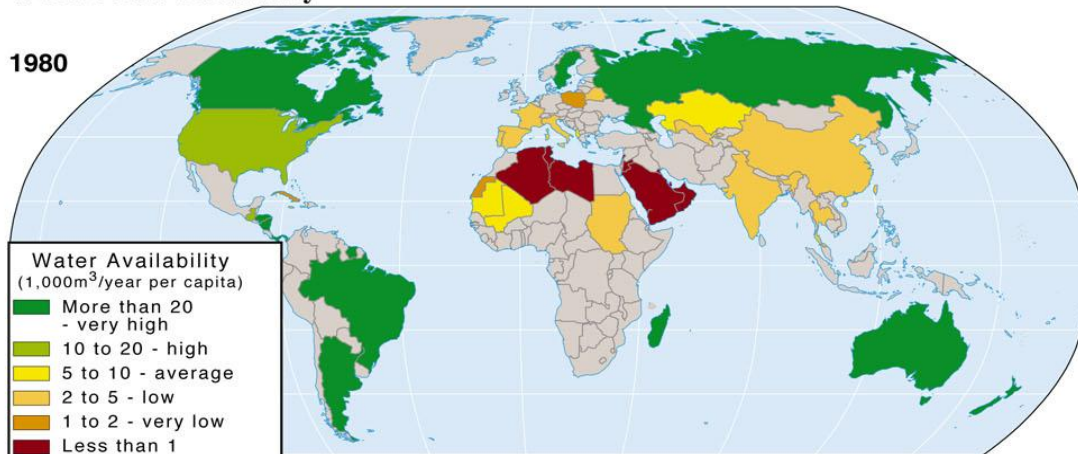 1980
Water Availability
(1,000m³/year per capita)
More than 20
- very high
10 to 20 - high
5 to 10 - average
2 to 5 - low
1 to 2 - very low
Less than 1